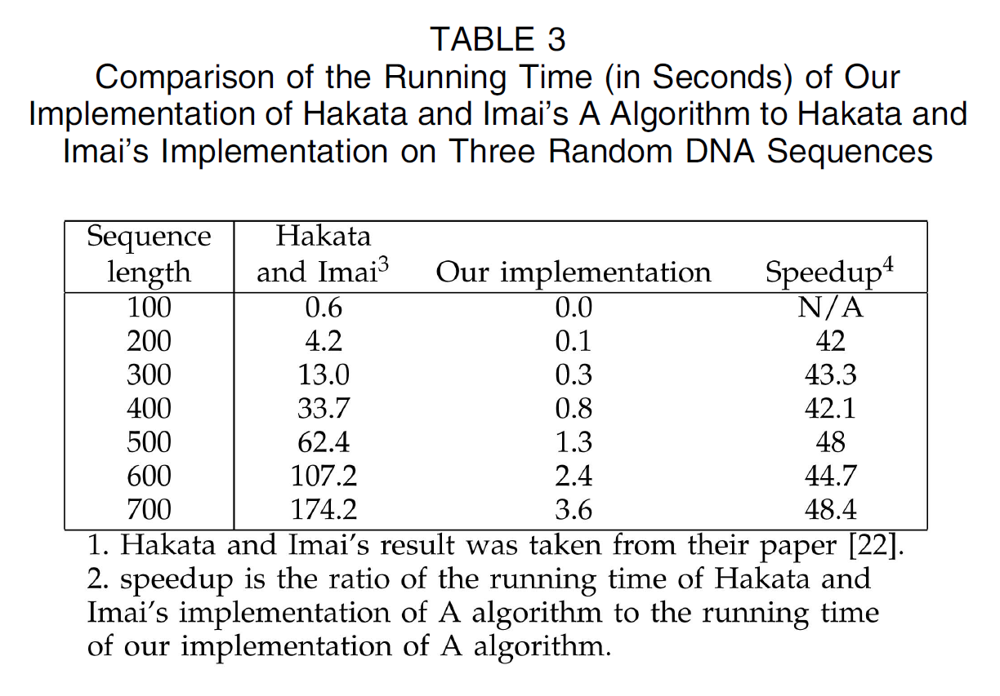 TABLE 3
Comparison of the Running Time (in Seconds) of Our
Implementation of Hakata and Imai's A Algorithm to Hakata and
Imai's Implementation on Three Random DNA Sequences
Sequence length Hakata and Imai³ Our implementation Speedup⁴
100 0.6 0.0 N/A
200 4.2 0.1 42
300 13.0 0.3 43.3
400 33.7 0.8 42.1
500 62.4 1.3 48
600 107.2 2.4 44.7
700 174.2 3.6 48.4
1. Hakata and Imai's result was taken from their paper [22].
2. speedup is the ratio of the running time of Hakata and
Imai's implementation of A algorithm to the running time
of our implementation of A algorithm.